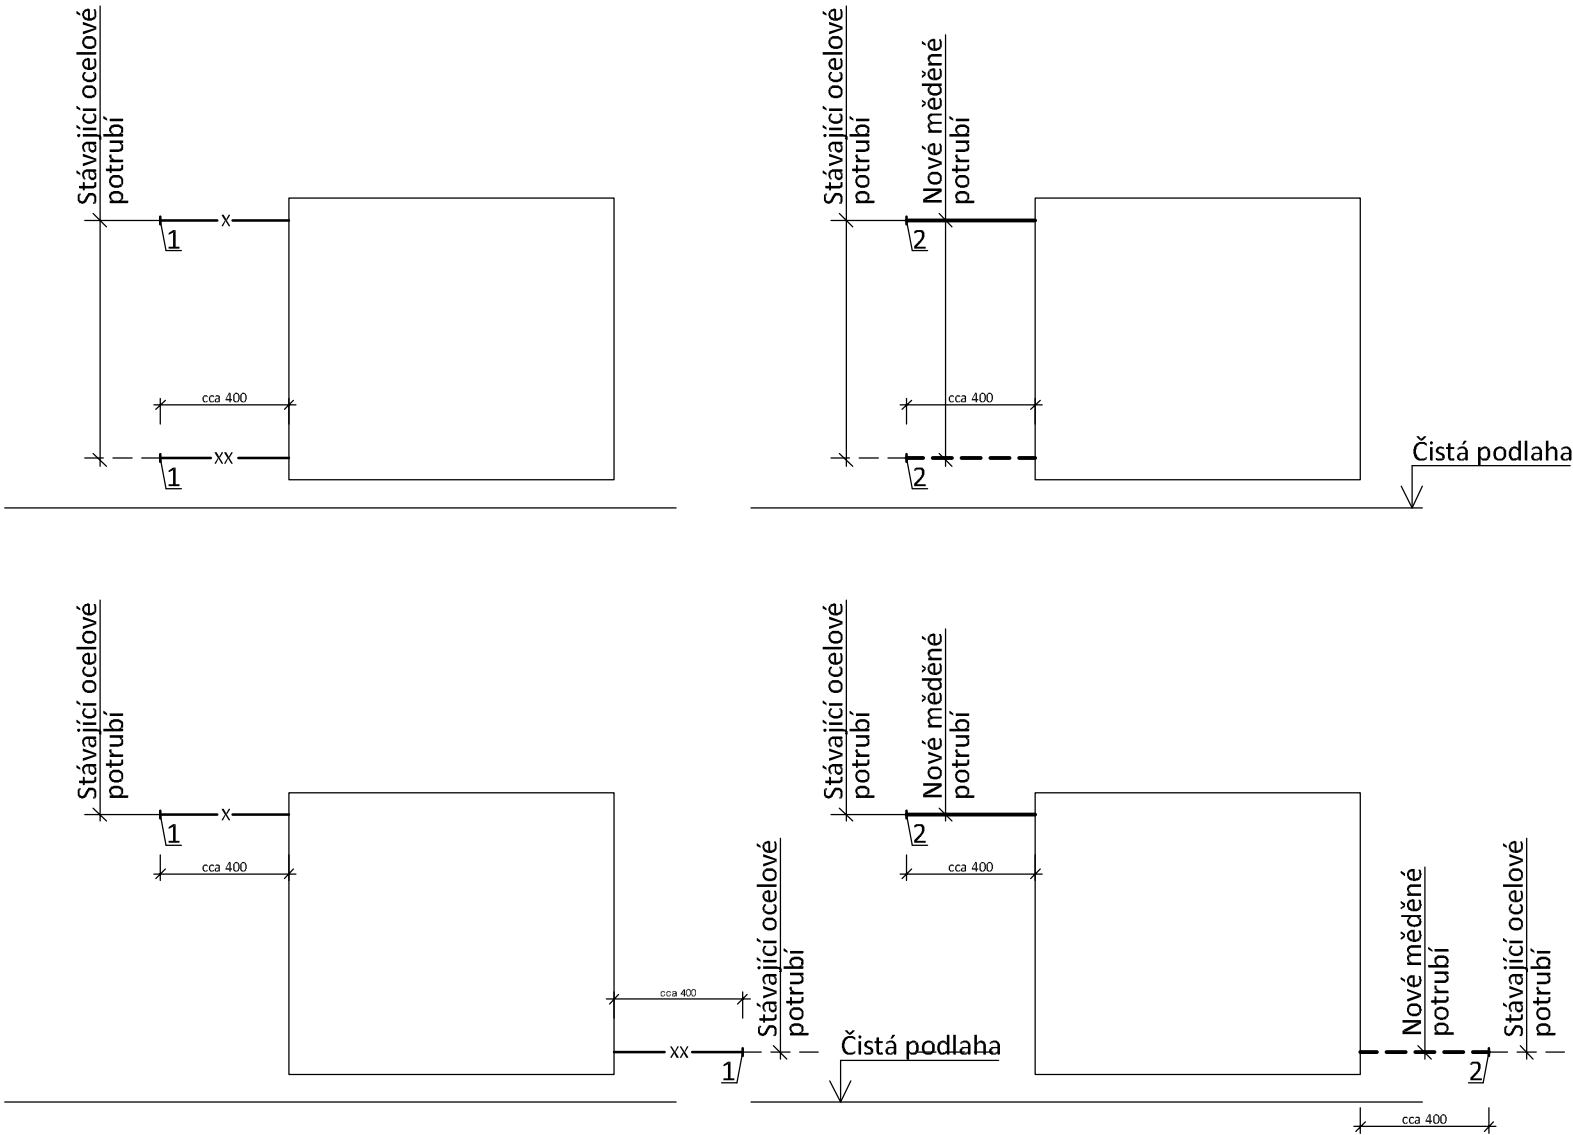 Stávající ocelové
potrubí
X
1
cca 400
XX
1
Stávající ocelové
potrubí
Nové měděné
potrubí
2
cca 400
2
Čistá podlaha
Stávající ocelové
potrubí
X
1
cca 400
Stávající ocelové
potrubí
cca 400
XX
1
Stávající ocelové
potrubí
Nové měděné
potrubí
2
cca 400
Čistá podlaha
Nové měděné
potrubí
Stávající ocelové
potrubí
2
cca 400